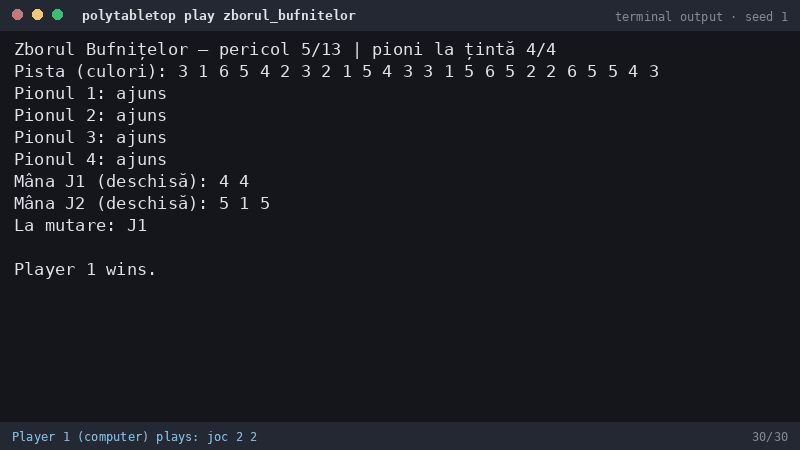 polytabletop play zborul_bufnitelor
terminal output · seed 1
Zborul Bufnițelor — pericol 5/13 | pioni la țintă 4/4
Pista (culori): 3 1 6 5 4 2 3 2 1 5 4 3 3 1 5 6 5 2 2 6 5 5 4 3
Pionul 1: ajuns
Pionul 2: ajuns
Pionul 3: ajuns
Pionul 4: ajuns
Mâna J1 (deschisă): 4 4
Mâna J2 (deschisă): 5 1 5
La mutare: J1
Player 1 wins.
Player 1 (computer) plays: joc 2 2
30/30